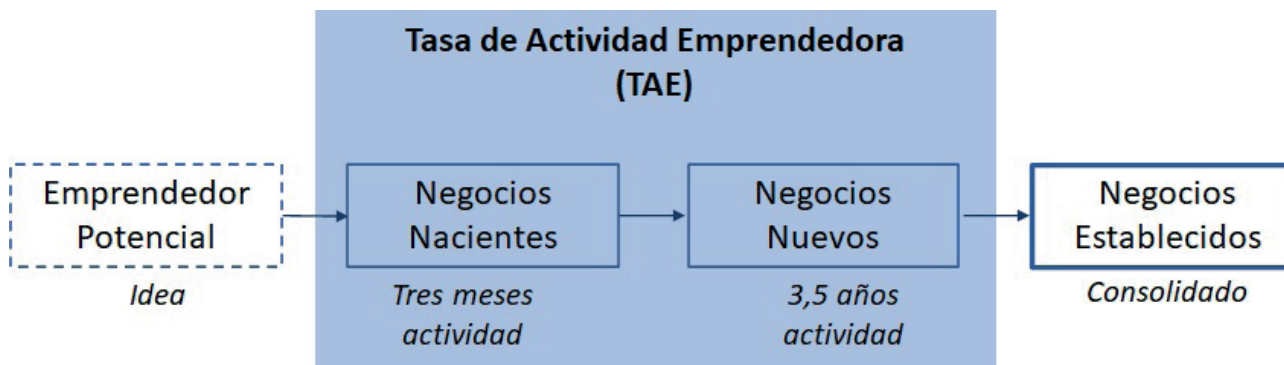 Tasa de Actividad Emprendedora
(TAE)
Emprendedor
Potencial
Idea
Negocios
Nacientes
Tres meses
actividad
Negocios
Nuevos
3,5 años
actividad
Negocios
Establecidos
Consolidado